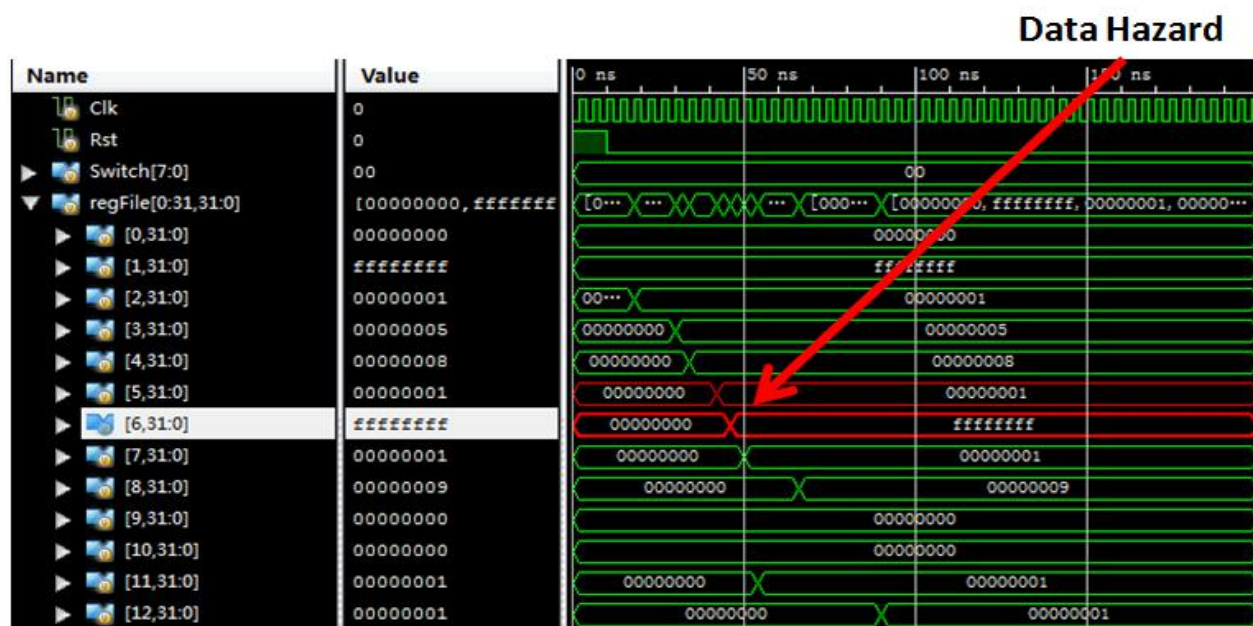 Data Hazard
Name Value 0 ns 50 ns 100 ns ns
Clk 0
Rst 0
Switch[7:0] 00 00
regFile[0:31,31:0] [00000000, fffffff [0··· ··· ··· [000··· [00000000, ffffffff, 00000001, 00000···
[0,31:0] 00000000 00000000
[1,31:0] ffffffff ffffffff
[2,31:0] 00000001 00··· 00000001
[3,31:0] 00000005 00000000 00000005
[4,31:0] 00000008 00000000 00000008
[5,31:0] 00000001 00000000 00000001
[6,31:0] ffffffff 00000000 ffffffff
[7,31:0] 00000001 00000000 00000001
[8,31:0] 00000009 00000000 00000009
[9,31:0] 00000000 00000000
[10,31:0] 00000000 00000000
[11,31:0] 00000001 00000000 00000001
[12,31:0] 00000001 00000000 00000001